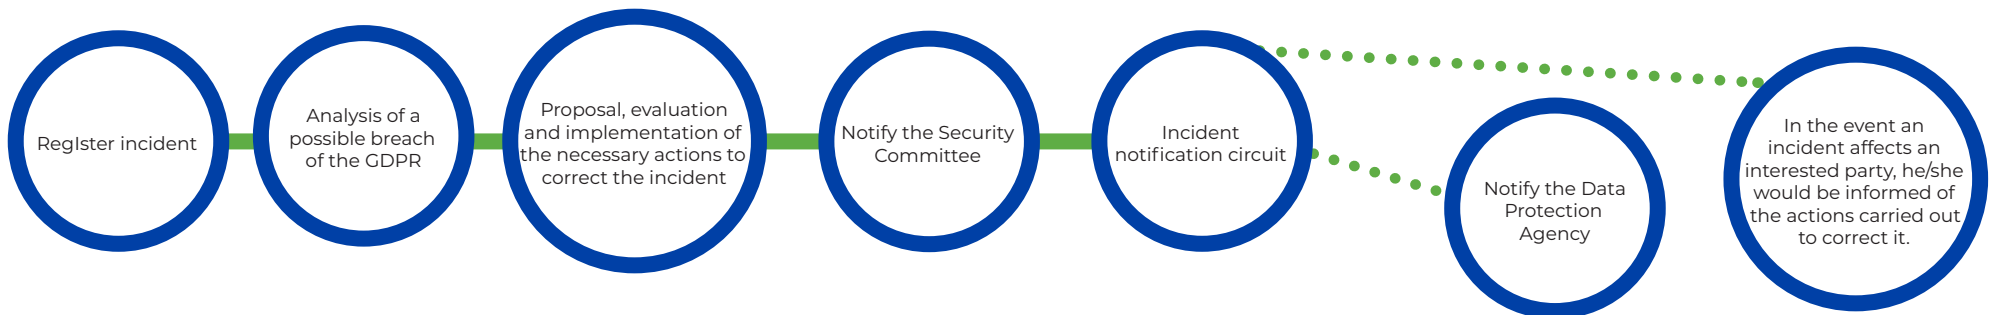 RegIster incident
Analysis of a
possible breach
of the GDPR
Proposal, evaluation
and implementation of
the necessary actions to
correct the incident
Notify the Security
Committee
Incident
notification circuit
Notify the Data
Protection
Agency
In the event an
incident affects an
interested party, he/she
would be informed of
the actions carried out
to correct it.